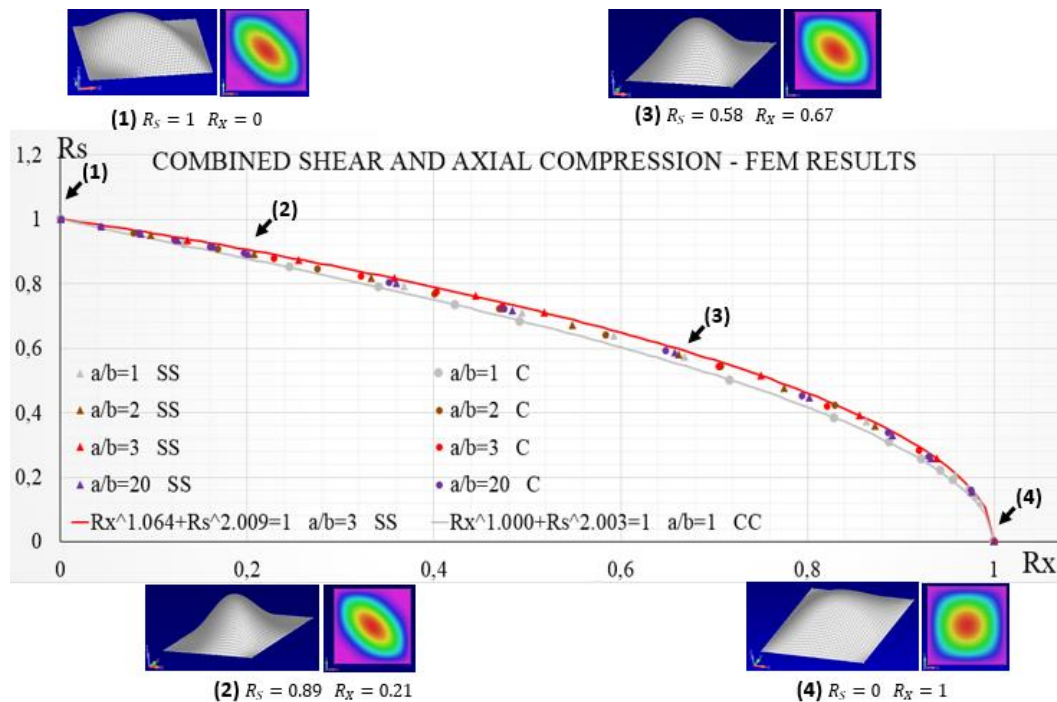 (1) R_S = 1 R_X = 0
(3) R_S = 0.58 R_X = 0.67
Rs
COMBINED SHEAR AND AXIAL COMPRESSION - FEM RESULTS
1,2
(1)
1
(2)
0,8
(3)
0,6
a/b=1 SS
a/b=1 C
a/b=2 SS
a/b=2 C
0,4
a/b=3 SS
a/b=3 C
0,2
a/b=20 SS
a/b=20 C
(4)
Rx^1.064+Rs^2.009=1 a/b=3 SS
Rx^1.000+Rs^2.003=1 a/b=1 CC
0
0 0,2 0,4 0,6 0,8 1 Rx
(2) R_S = 0.89 R_X = 0.21
(4) R_S = 0 R_X = 1